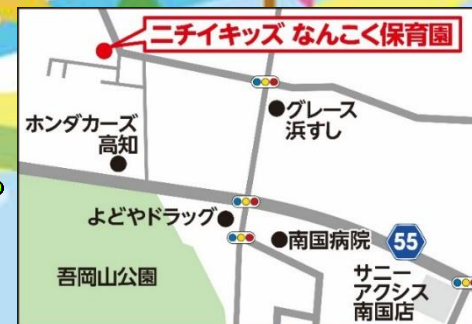 ニチイキッズ なんこく保育園
グレース
浜すし
ホンダカーズ
高知
よどやドラッグ
南国病院
55
吾岡山公園
サニー
アクシス
南国店